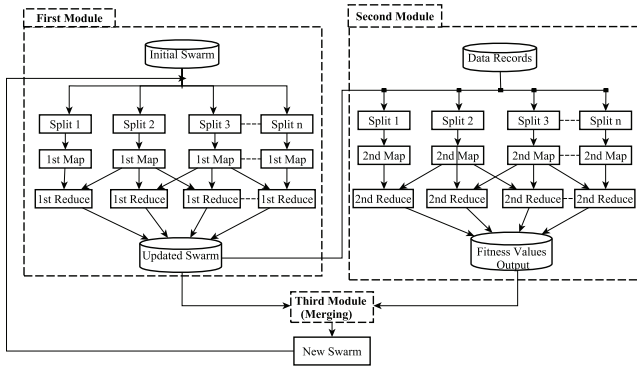 First Module
Initial Swarm
Split 1
Split 2
Split 3
Split n
1st Map
1st Map
1st Map
1st Map
1st Reduce
1st Reduce
1st Reduce
1st Reduce
Updated Swarm
Second Module
Data Records
Split 1
Split 2
Split 3
Split n
2nd Map
2nd Map
2nd Map
2nd Map
2nd Reduce
2nd Reduce
2nd Reduce
2nd Reduce
Fitness Values
Output
Third Module
(Merging)
New Swarm